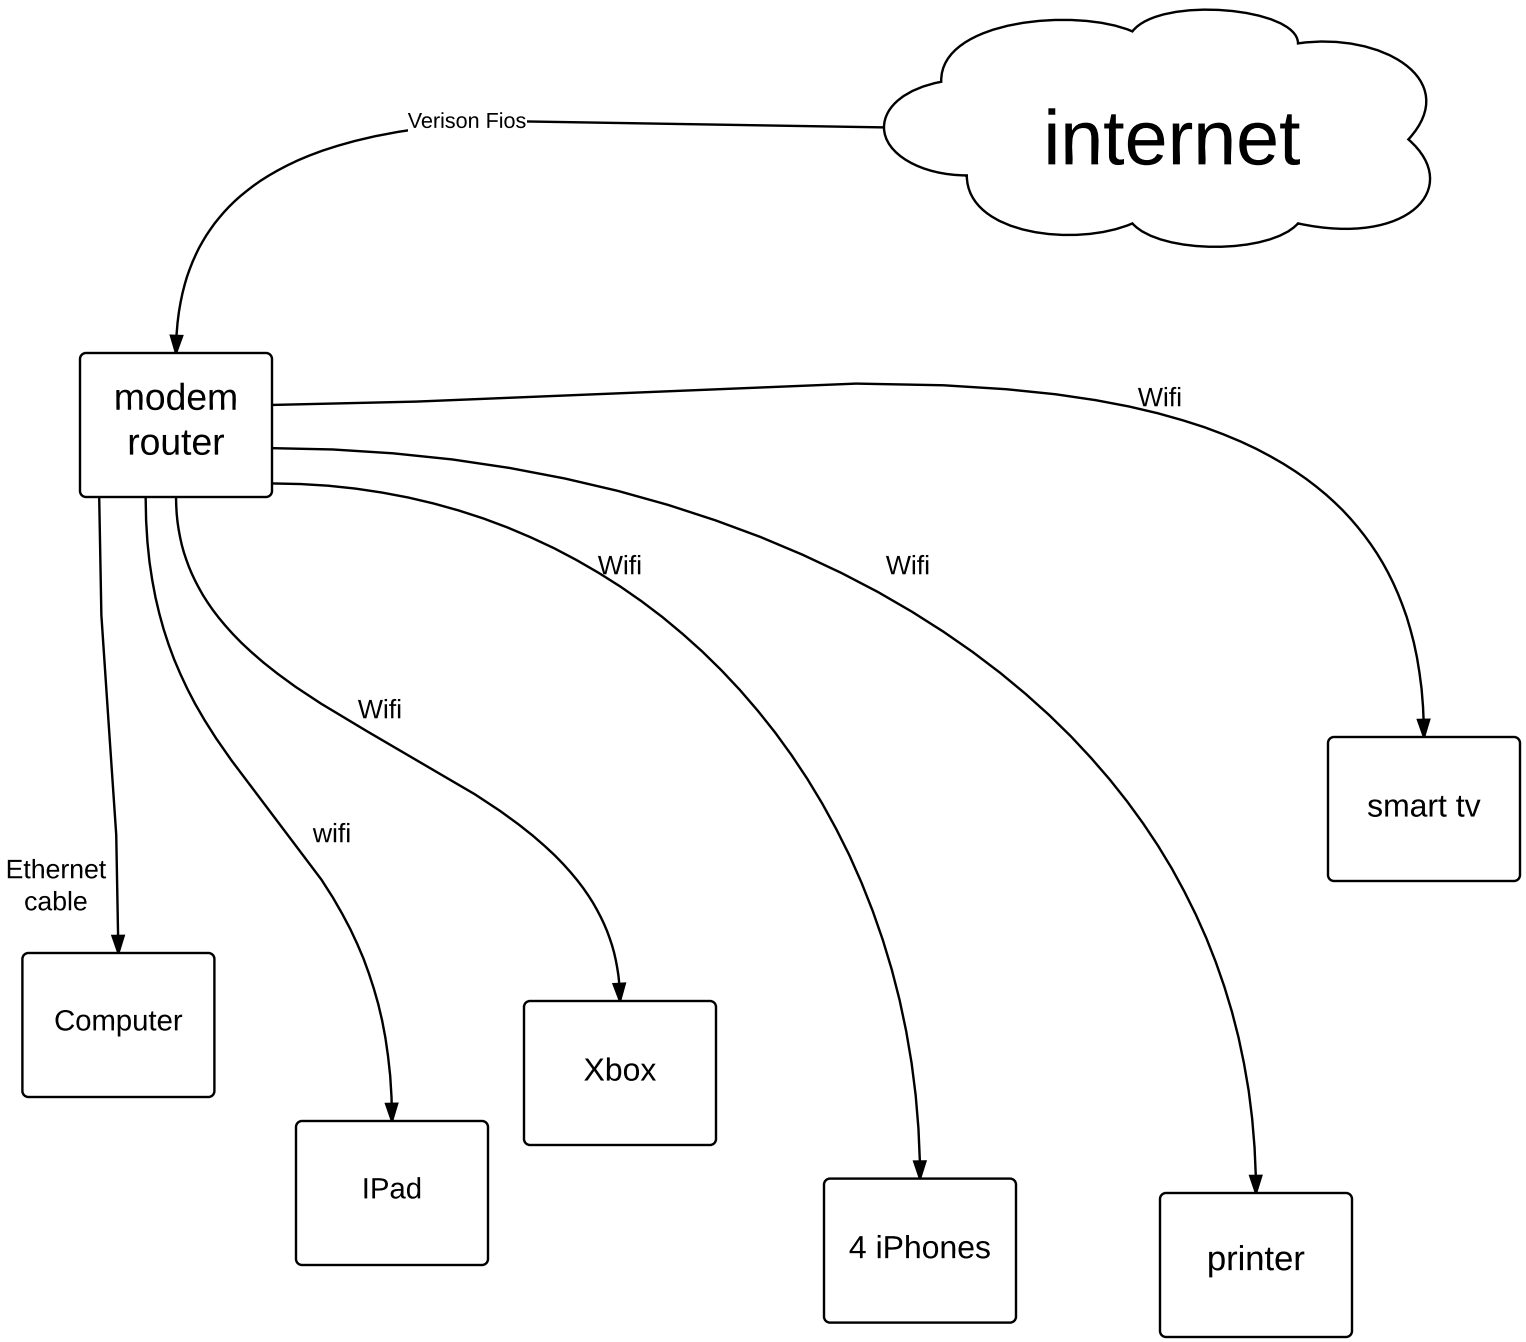 internet
Verison Fios
modem
router
Wifi
Wifi
Wifi
Wifi
wifi
Ethernet
cable
smart tv
Computer
Xbox
IPad
4 iPhones
printer